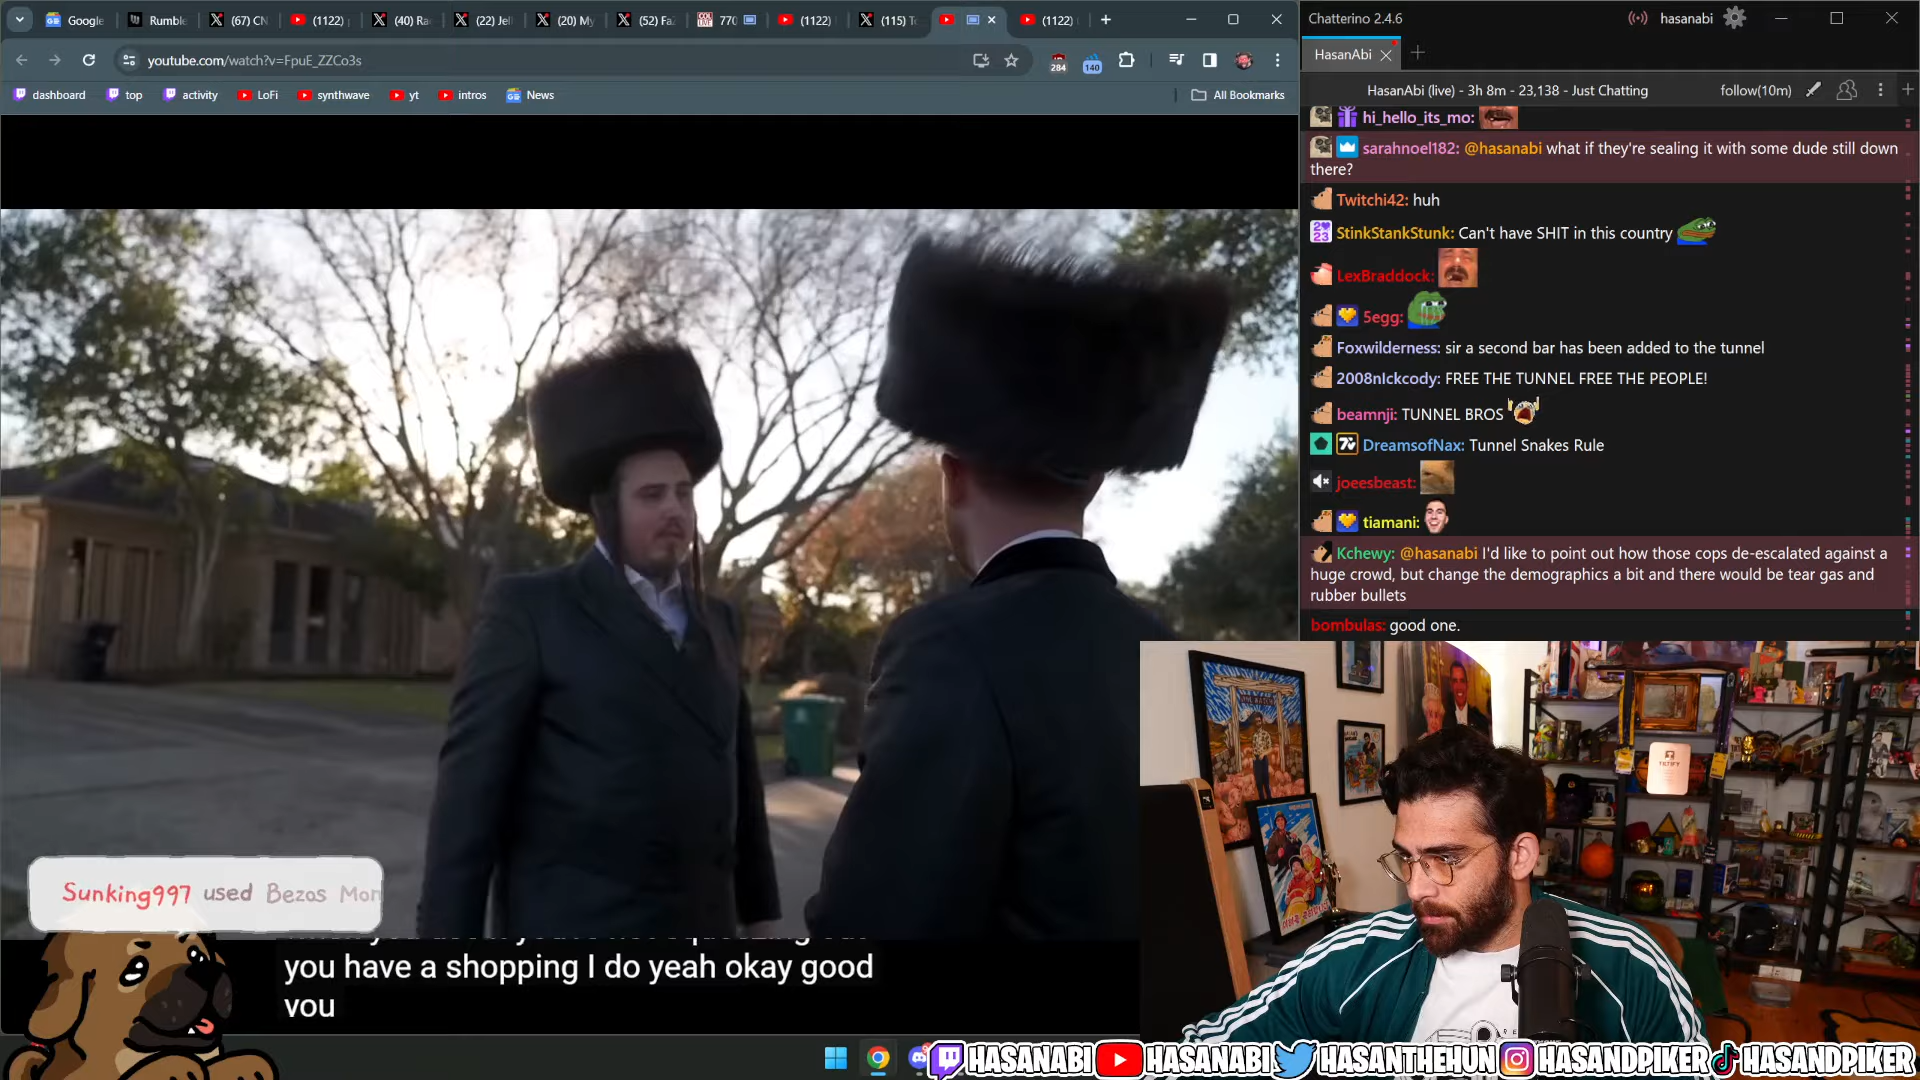 Google
Rumble
(67) CN
(1122)
(40) Ra
(22) Jell
(20) My
(52) Fa
770
(1122)
(115) To
(1122)
youtube.com/watch?v=FpuE_ZZCo3s
284
140
dashboard
top
activity
LoFi
synthwave
yt
intros
News
All Bookmarks
Chatterino 2.4.6
hasanabi
HasanAbi
HasanAbi (live) - 3h 8m - 23,138 - Just Chatting
follow(10m)
hi_hello_its_mo:
sarahnoel182: @hasanabi what if they're sealing it with some dude still down
there?
Twitchi42: huh
StinkStankStunk: Can't have SHIT in this country
LexBraddock:
5egg:
Foxwilderness: sir a second bar has been added to the tunnel
2008nIckcody: FREE THE TUNNEL FREE THE PEOPLE!
beamnji: TUNNEL BROS
DreamsofNax: Tunnel Snakes Rule
joeesbeast:
tiamani:
Kchewy: @hasanabi I'd like to point out how those cops de-escalated against a
huge crowd, but change the demographics a bit and there would be tear gas and
rubber bullets
bombulas: good one.
Sunking997 used Bezos Mon
you have a shopping I do yeah okay good
you
TILTIFY
HASANABI
HASANABI
HASANTHEHUN
HASANDPIKER
HASANDPIKER